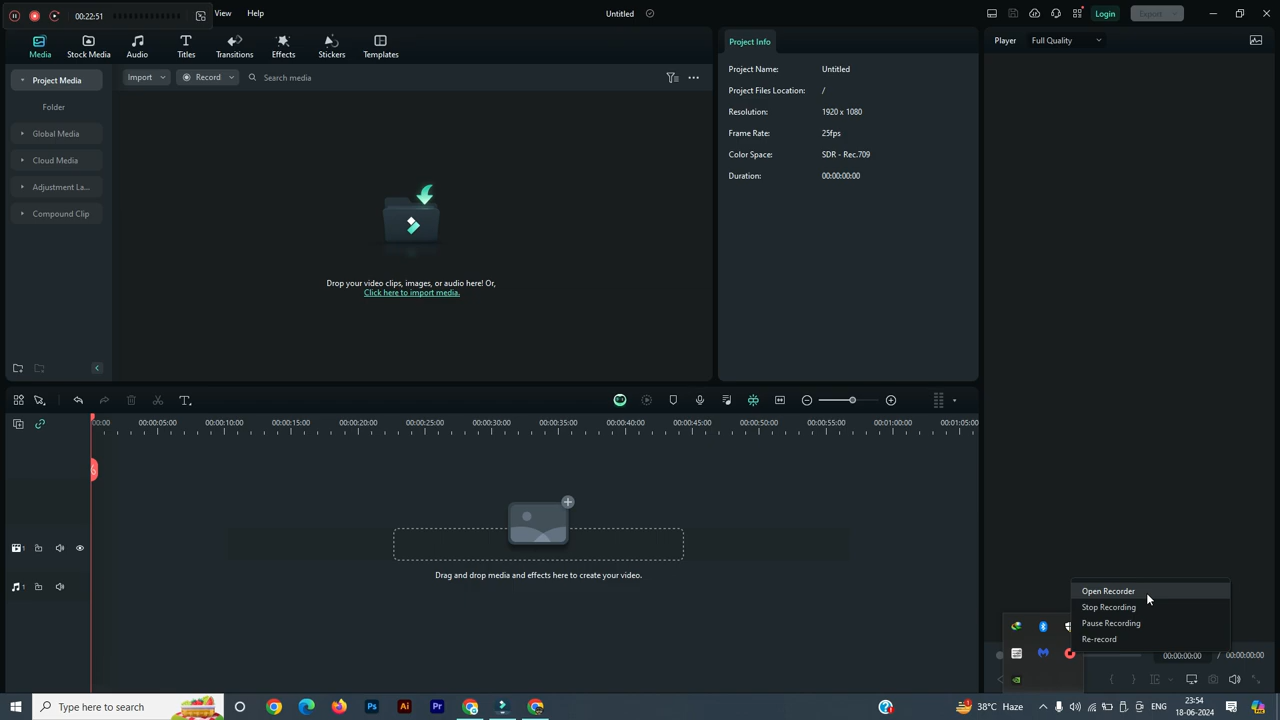 00:22:51
View
Help
Untitled
Login
Export
Media
Stock Media
Audio
Titles
Transitions
Effects
Stickers
Templates
Project Info
Player
Full Quality
Project Media
Folder
Global Media
Cloud Media
Adjustment La...
Compound Clip
Import
Record
Search media
Drop your video clips, images, or audio here! Or,
Click here to import media.
Project Name: Untitled
Project Files Location: /
Resolution: 1920 x 1080
Frame Rate: 25fps
Color Space: SDR - Rec.709
Duration: 00:00:00:00
00:00 00:00:05:00 00:00:10:00 00:00:15:00 00:00:20:00 00:00:25:00 00:00:30:00 00:00:35:00 00:00:40:00 00:00:45:00 00:00:50:00 00:00:55:00 00:01:00:00 00:01:05:00
1
1
Drag and drop media and effects here to create your video.
Open Recorder
Stop Recording
Pause Recording
Re-record
00:00:00:00 / 00:00:00:00
Type here to search
Ps
Ai
Pr
38°C Haze
ENG
23:54
18-06-2024